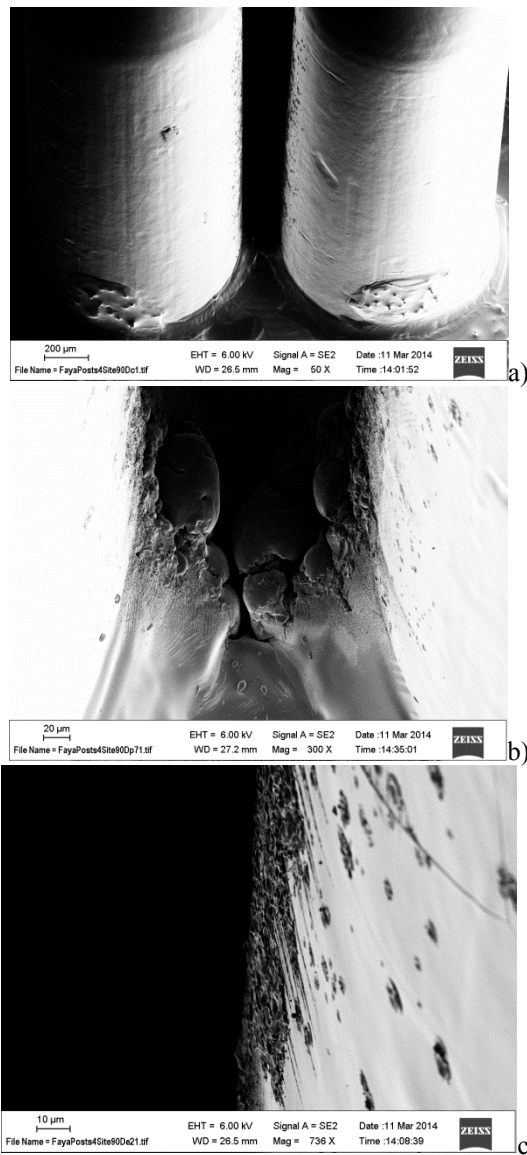 200 µm
EHT = 6.00 kV Signal A = SE2 Date :11 Mar 2014
WD = 26.5 mm Mag = 50 X Time :14:01:52
ZEISS
File Name = FayaPosts4Site90Do1.tif
a)
20 µm
EHT = 6.00 kV Signal A = SE2 Date :11 Mar 2014
WD = 27.2 mm Mag = 300 X Time :14:35:01
ZEISS
File Name = FayaPosts4Site90Dp71.tif
b)
10 µm
EHT = 6.00 kV Signal A = SE2 Date :11 Mar 2014
WD = 26.5 mm Mag = 736 X Time :14:08:39
ZEISS
File Name = FayaPosts4Site90De21.tif
c